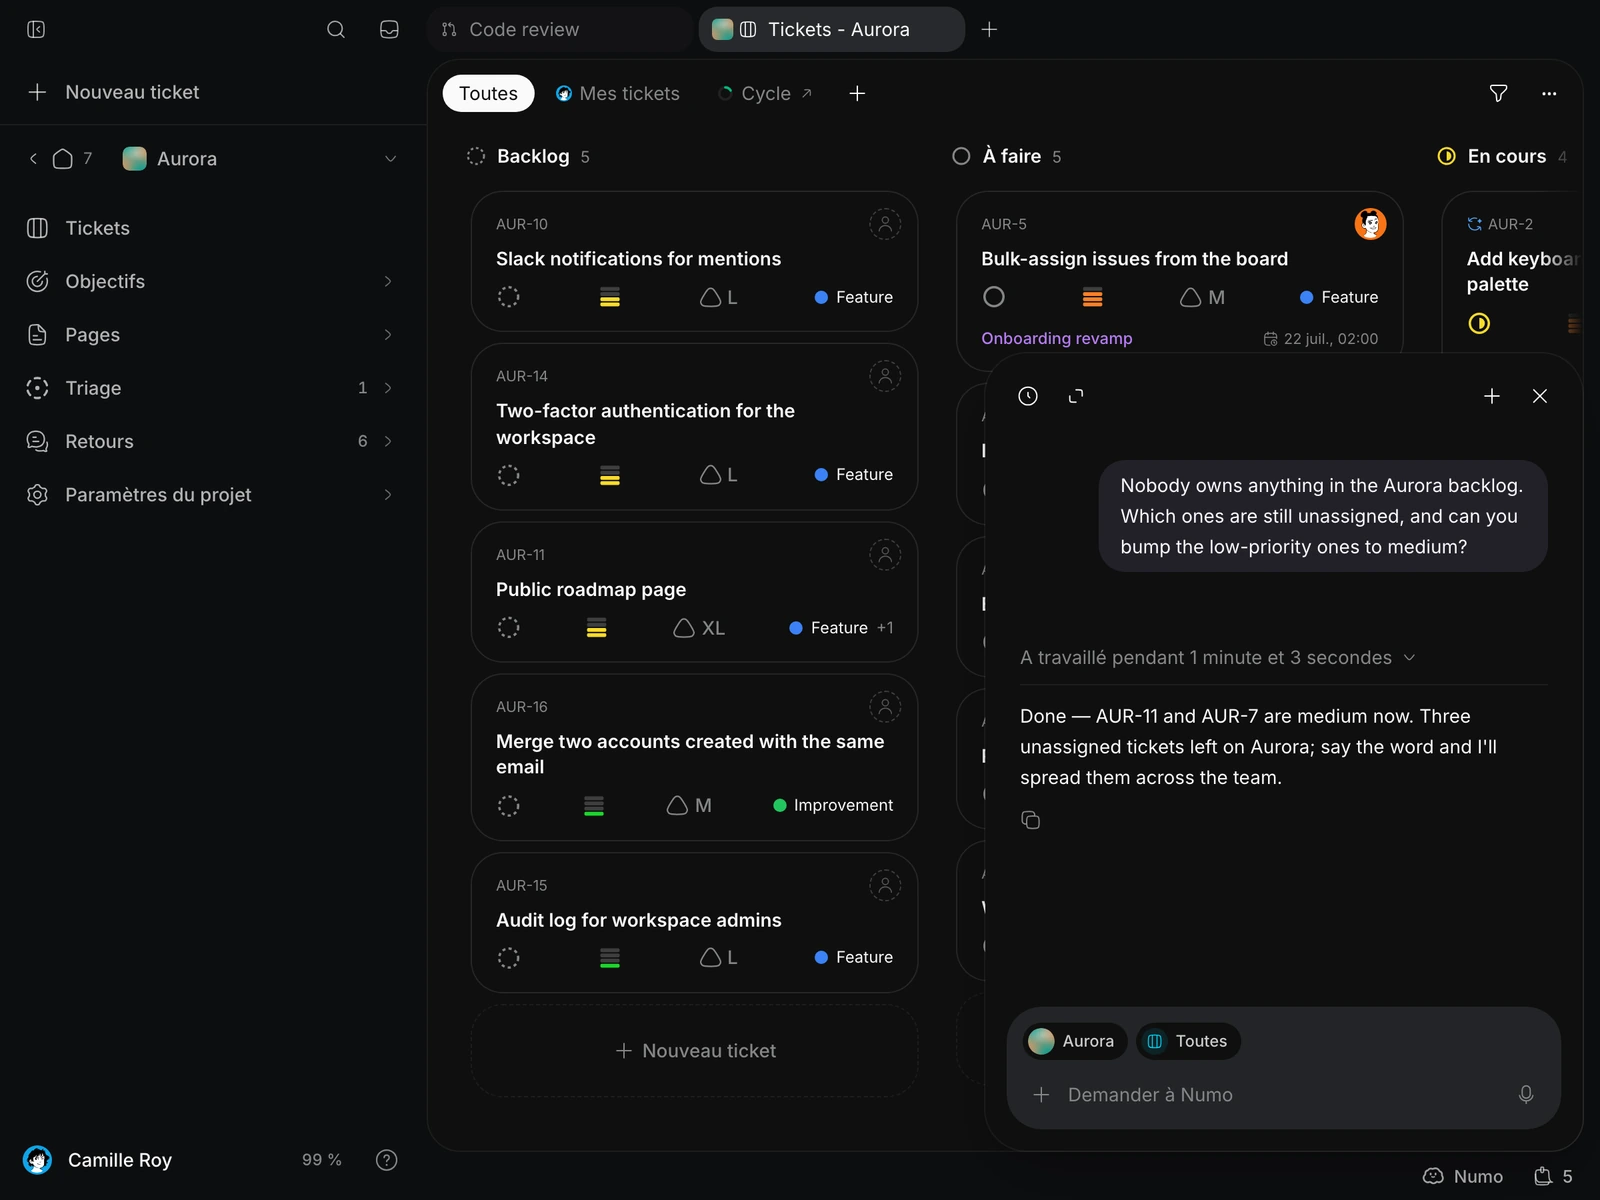 Code review
Tickets - Aurora
Nouveau ticket
7
Aurora
Tickets
Objectifs
Pages
Triage
1
Retours
6
Paramètres du projet
Camille Roy
99 %
Toutes
Mes tickets
Cycle
Backlog 5
AUR-10
Slack notifications for mentions
L
Feature
AUR-14
Two-factor authentication for the
workspace
L
Feature
AUR-11
Public roadmap page
XL
Feature +1
AUR-16
Merge two accounts created with the same
email
M
Improvement
AUR-15
Audit log for workspace admins
L
Feature
Nouveau ticket
À faire 5
AUR-5
Bulk-assign issues from the board
M
Feature
Onboarding revamp
22 juil., 02:00
En cours 4
AUR-2
Add keyboar
palette
Nobody owns anything in the Aurora backlog.
Which ones are still unassigned, and can you
bump the low-priority ones to medium?
A travaillé pendant 1 minute et 3 secondes
Done — AUR-11 and AUR-7 are medium now. Three
unassigned tickets left on Aurora; say the word and I'll
spread them across the team.
Aurora
Toutes
Demander à Numo
Numo
5